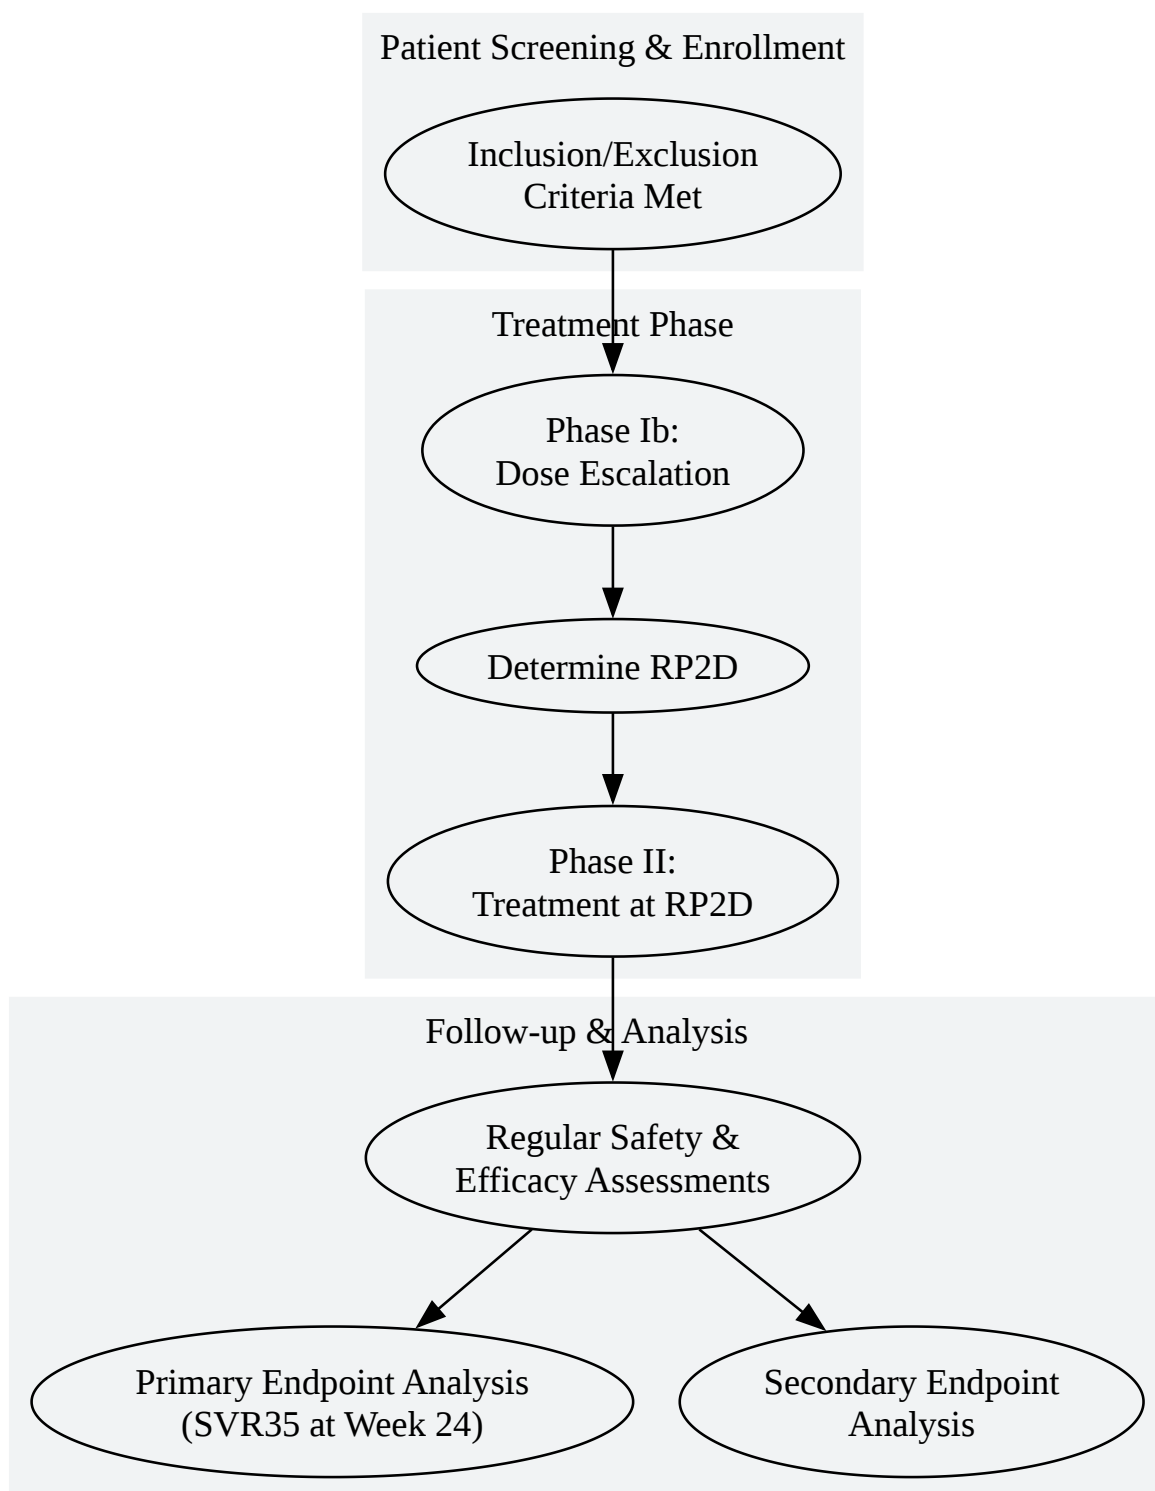 Patient Screening & Enrollment
Inclusion/Exclusion
Criteria Met
Treatment Phase
Phase Ib:
Dose Escalation
Determine RP2D
Phase II:
Treatment at RP2D
Follow-up & Analysis
Regular Safety &
Efficacy Assessments
Primary Endpoint Analysis
(SVR35 at Week 24)
Secondary Endpoint
Analysis